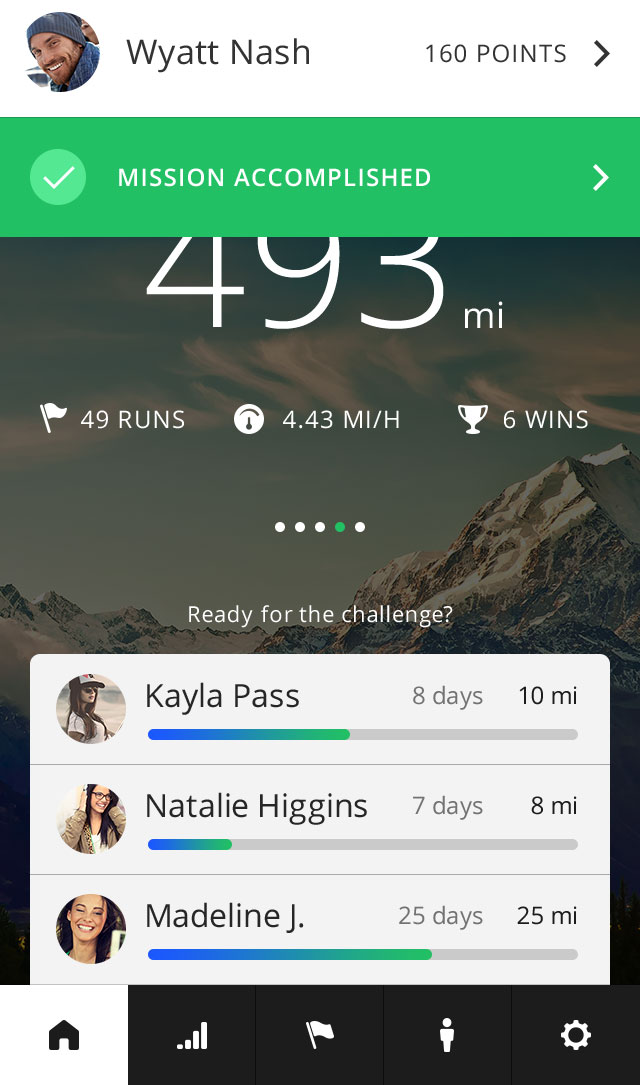 Wyatt Nash 160 POINTS
MISSION ACCOMPLISHED
493 mi
49 RUNS 4.43 MI/H 6 WINS
Ready for the challenge?
Kayla Pass 8 days 10 mi
Natalie Higgins 7 days 8 mi
Madeline J. 25 days 25 mi